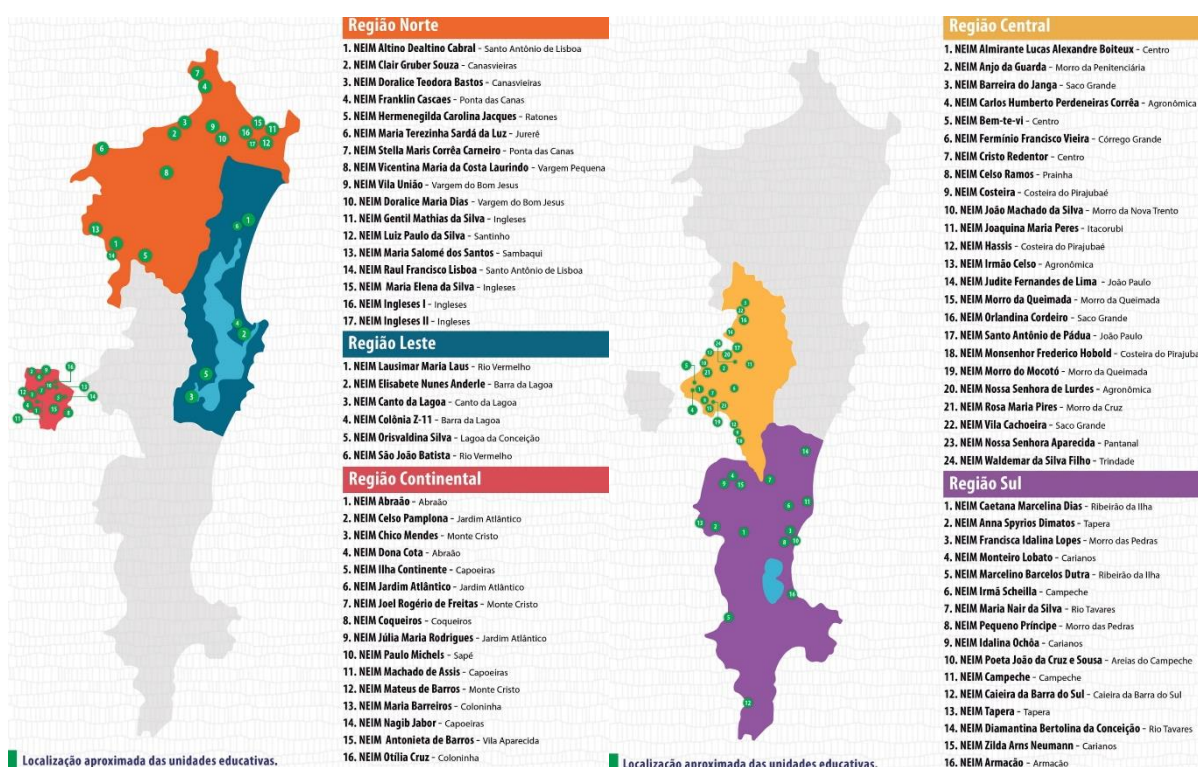 Região Norte
1. NEIM Altino Dealtino Cabral - Santo Antônio de Lisboa
2. NEIM Clair Gruber Souza - Canasvieiras
3. NEIM Doralice Teodora Bastos - Canasvieiras
4. NEIM Franklin Cascaes - Ponta das Canas
5. NEIM Hermenegilda Carolina Jacques - Ratones
6. NEIM Maria Terezinha Sardá da Luz - Jureré
7. NEIM Stella Maris Corrêa Carneiro - Ponta das Canas
8. NEIM Vicentina Maria da Costa Laurindo - Vargem Pequena
9. NEIM Vila União - Vargem do Bom Jesus
10. NEIM Doralice Maria Dias - Vargem do Bom Jesus
11. NEIM Gentil Mathias da Silva - Ingleses
12. NEIM Luiz Paulo da Silva - Santinho
13. NEIM Maria Salomé dos Santos - Sambaqui
14. NEIM Raul Francisco Lisboa - Santo Antônio de Lisboa
15. NEIM Maria Elena da Silva - Ingleses
16. NEIM Ingleses I - Ingleses
17. NEIM Ingleses II - Ingleses
Região Leste
1. NEIM Lausimar Maria Laus - Rio Vermelho
2. NEIM Elisabete Nunes Anderle - Barra da Lagoa
3. NEIM Canto da Lagoa - Canto da Lagoa
4. NEIM Colônia Z-11 - Barra da Lagoa
5. NEIM Orisvaldina Silva - Lagoa da Conceição
6. NEIM São João Batista - Rio Vermelho
Região Continental
1. NEIM Abraão - Abraão
2. NEIM Celso Pamplona - Jardim Atlântico
3. NEIM Chico Mendes - Monte Cristo
4. NEIM Dona Cota - Abraão
5. NEIM Ilha Continente - Capoeiras
6. NEIM Jardim Atlântico - Jardim Atlântico
7. NEIM Joel Rogério de Freitas - Monte Cristo
8. NEIM Coqueiros - Coqueiros
9. NEIM Júlia Maria Rodrigues - Jardim Atlântico
10. NEIM Paulo Michels - Sapé
11. NEIM Machado de Assis - Capoeiras
12. NEIM Mateus de Barros - Monte Cristo
13. NEIM Maria Barreiros - Coloninha
14. NEIM Nagib Jabor - Capoeiras
15. NEIM Antonieta de Barros - Vila Aparecida
16. NEIM Otília Cruz - Coloninha
Localização aproximada das unidades educativas.
Região Central
1. NEIM Almirante Lucas Alexandre Boiteux - Centro
2. NEIM Anjo da Guarda - Morro da Penitenciária
3. NEIM Barreira do Janga - Saco Grande
4. NEIM Carlos Humberto Perdeneiras Corrêa - Agronômica
5. NEIM Bem-te-vi - Centro
6. NEIM Fermínio Francisco Vieira - Córrego Grande
7. NEIM Cristo Redentor - Centro
8. NEIM Celso Ramos - Prainha
9. NEIM Costeira - Costeira do Pirajubaé
10. NEIM João Machado da Silva - Morro da Nova Trento
11. NEIM Joaquina Maria Peres - Itacorubi
12. NEIM Hassis - Costeira do Pirajubaé
13. NEIM Irmão Celso - Agronômica
14. NEIM Judite Fernandes de Lima - João Paulo
15. NEIM Morro da Queimada - Morro da Queimada
16. NEIM Orlandina Cordeiro - Saco Grande
17. NEIM Santo Antônio de Pádua - João Paulo
18. NEIM Monsenhor Frederico Hobold - Costeira do Pirajuba
19. NEIM Morro do Mocotó - Morro da Queimada
20. NEIM Nossa Senhora de Lurdes - Agronômica
21. NEIM Rosa Maria Pires - Morro da Cruz
22. NEIM Vila Cachoeira - Saco Grande
23. NEIM Nossa Senhora Aparecida - Pantanal
24. NEIM Waldemar da Silva Filho - Trindade
Região Sul
1. NEIM Caetana Marcelina Dias - Ribeirão da Ilha
2. NEIM Anna Spyrios Dimatos - Tapera
3. NEIM Francisca Idalina Lopes - Morro das Pedras
4. NEIM Monteiro Lobato - Carianos
5. NEIM Marcelino Barcelos Dutra - Ribeirão da Ilha
6. NEIM Irmã Scheilla - Campeche
7. NEIM Maria Nair da Silva - Rio Tavares
8. NEIM Pequeno Príncipe - Morro das Pedras
9. NEIM Idalina Ochôa - Carianos
10. NEIM Poeta João da Cruz e Sousa - Areias do Campeche
11. NEIM Campeche - Campeche
12. NEIM Caieira da Barra do Sul - Caieira da Barra do Sul
13. NEIM Tapera - Tapera
14. NEIM Diamantina Bertolina da Conceição - Rio Tavares
15. NEIM Zilda Arns Neumann - Carianos
16. NEIM Armação - Armação
Localização aproximada das unidades educativas.